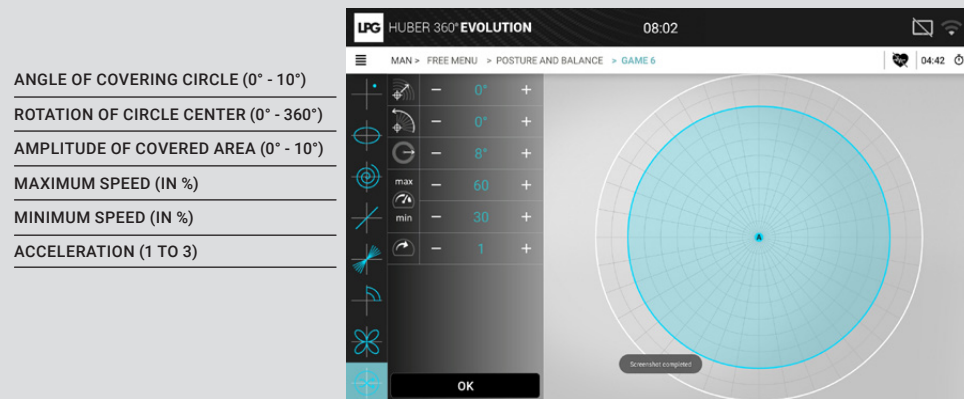 LPG HUBER 360° EVOLUTION 08:02
MAN > FREE MENU > POSTURE AND BALANCE > GAME 6 04:42
ANGLE OF COVERING CIRCLE (0° - 10°)
ROTATION OF CIRCLE CENTER (0° - 360°)
AMPLITUDE OF COVERED AREA (0° - 10°)
MAXIMUM SPEED (IN %)
MINIMUM SPEED (IN %)
ACCELERATION (1 TO 3)
− 0° +
− 0° +
− 8° +
max − 60 +
min − 30 +
− 1 +
A
Screenshot completed
OK